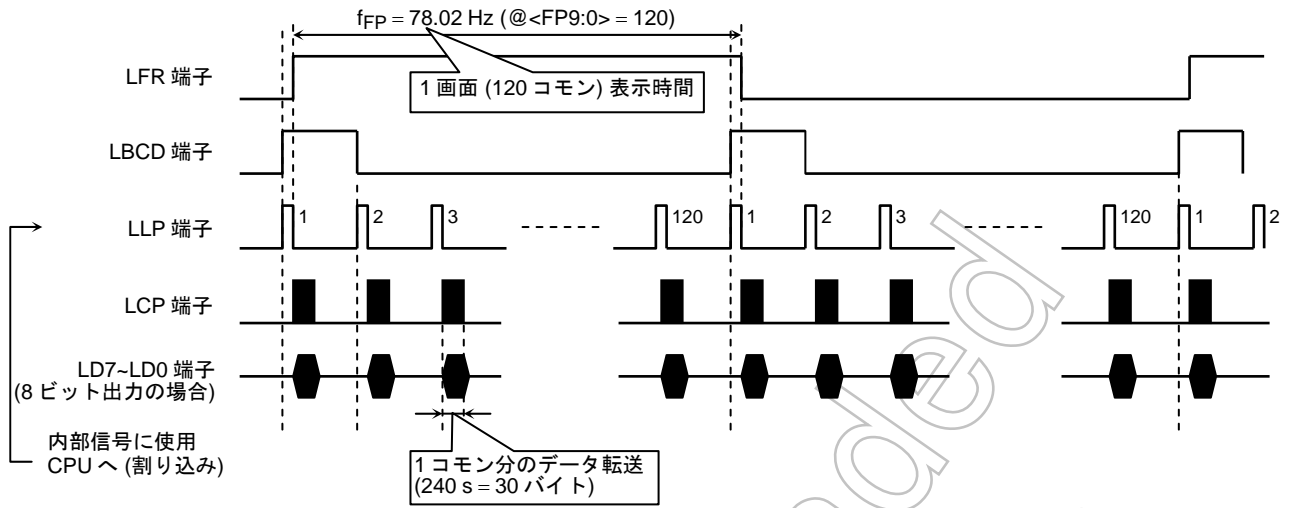 fFP = 78.02 Hz (@<FP9:0> = 120)
LFR 端子
1 画面 (120 コモン) 表示時間
LBCD 端子
LLP 端子
1 2 3 120 1 2 3 120 1 2
LCP 端子
LD7~LD0 端子
(8 ビット出力の場合)
内部信号に使用
CPU へ (割り込み)
1 コモン分のデータ転送
(240 s = 30 バイト)